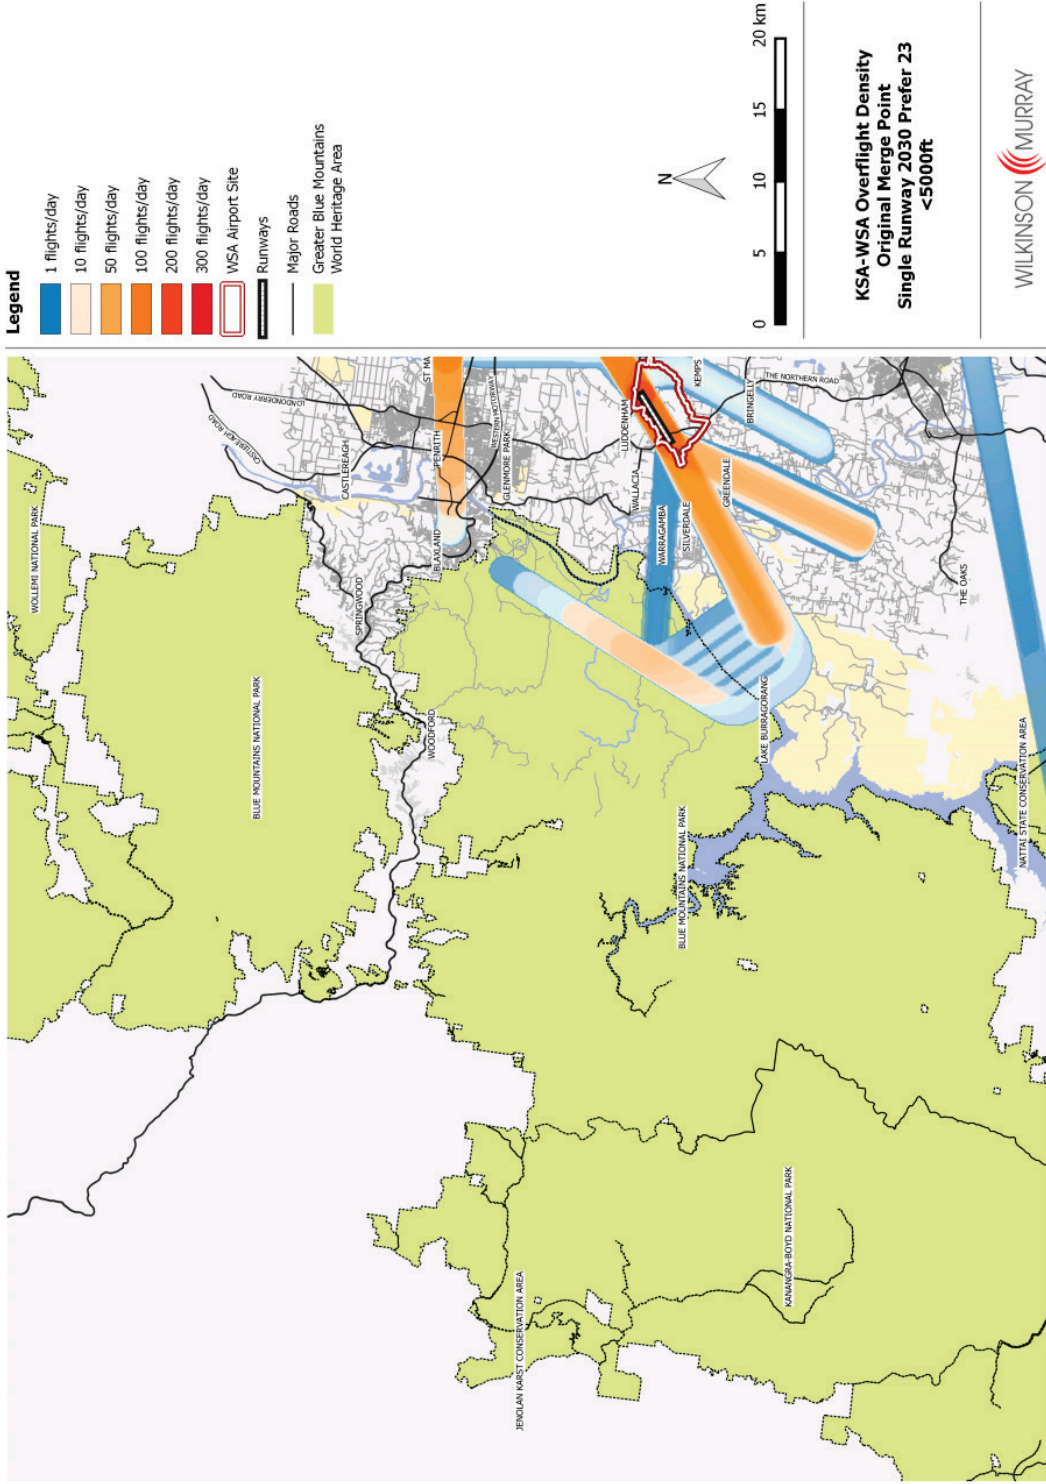 Legend
1 flights/day
10 flights/day
50 flights/day
100 flights/day
200 flights/day
300 flights/day
WSA Airport Site
Runways
Major Roads
Greater Blue Mountains
World Heritage Area
N
0 5 10 15 20 km
KSA-WSA Overflight Density
Original Merge Point
Single Runway 2030 Prefer 23
<5000ft
WILKINSON MURRAY
WOLLEMI NATIONAL PARK
BLUE MOUNTAINS NATIONAL PARK
SPRINGWOOD
CASTLEREAGH ROAD
LONDONDERRY ROAD
CASTLEREAGH
ST MA
PENRITH
BLAXLAND
WOODFORD
WESTERN MOTORWAY
GLENMORE PARK
LUDDENHAM
WALLACIA
WARRAGAMBA
SILVERDALE
KEMPS
GREENDALE
BRINGELLY
THE NORTHERN ROAD
LAKE BURRAGORANG
BLUE MOUNTAINS NATIONAL PARK
THE OAKS
NATTAI STATE CONSERVATION AREA
JENOLAN KARST CONSERVATION AREA
KANANGRA-BOYD NATIONAL PARK